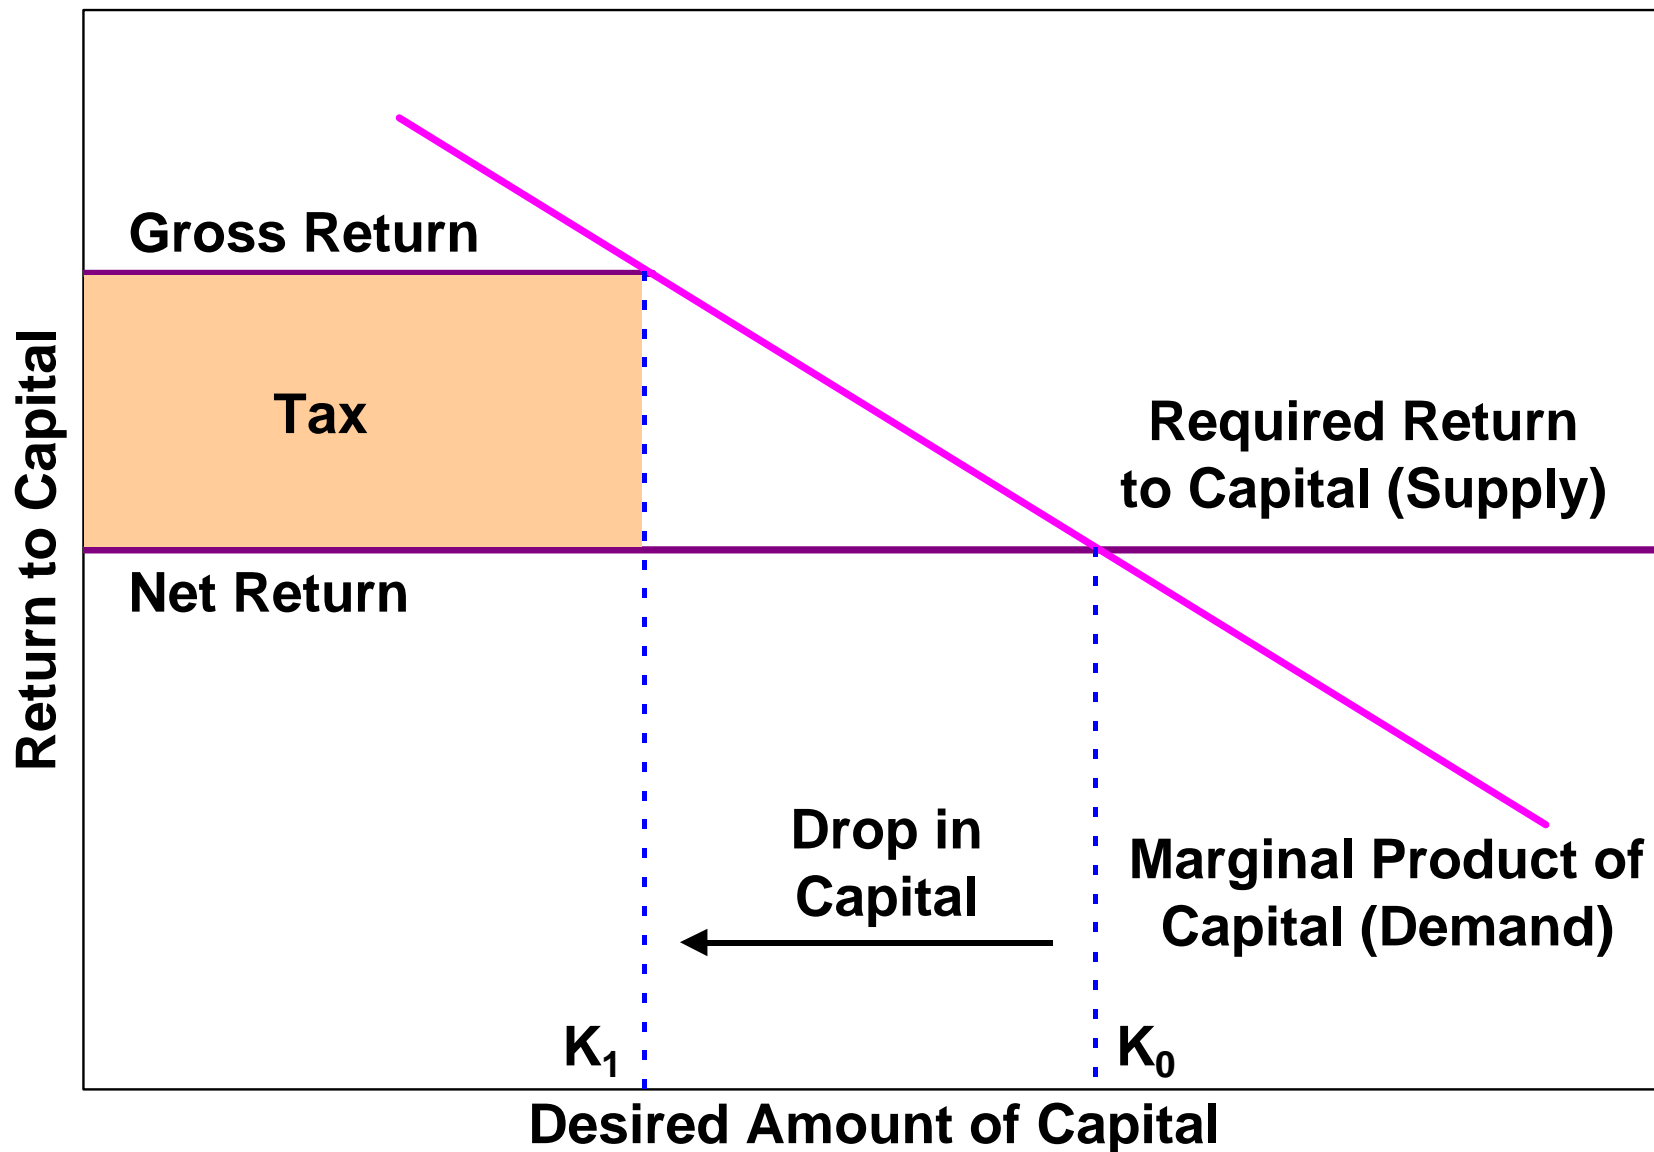 Gross Return
Tax
Return to Capital
Required Return
to Capital (Supply)
Net Return
Drop in
Capital
Marginal Product of
Capital (Demand)
K₁
K₀
Desired Amount of Capital